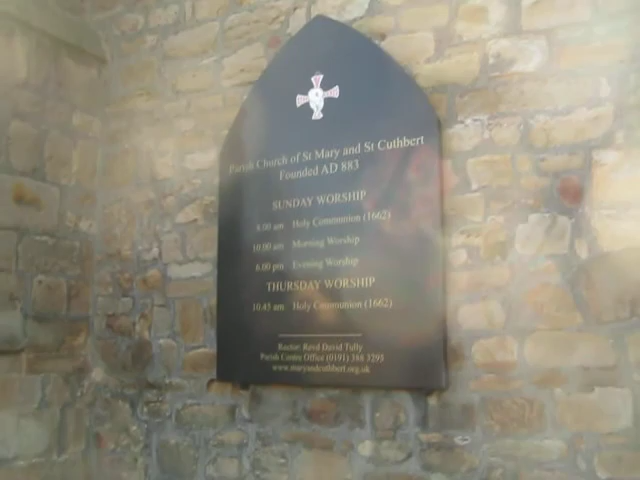 Parish Church of St Mary and St Cuthbert
Founded AD 883
SUNDAY WORSHIP
8.00 am Holy Communion (1662)
10.00 am Morning Worship
6.00 pm Evening Worship
THURSDAY WORSHIP
10.45 am Holy Communion (1662)
Rector: Revd David Tully
Parish Centre Office (0191) 388 3295
www.maryandcuthbert.org.uk